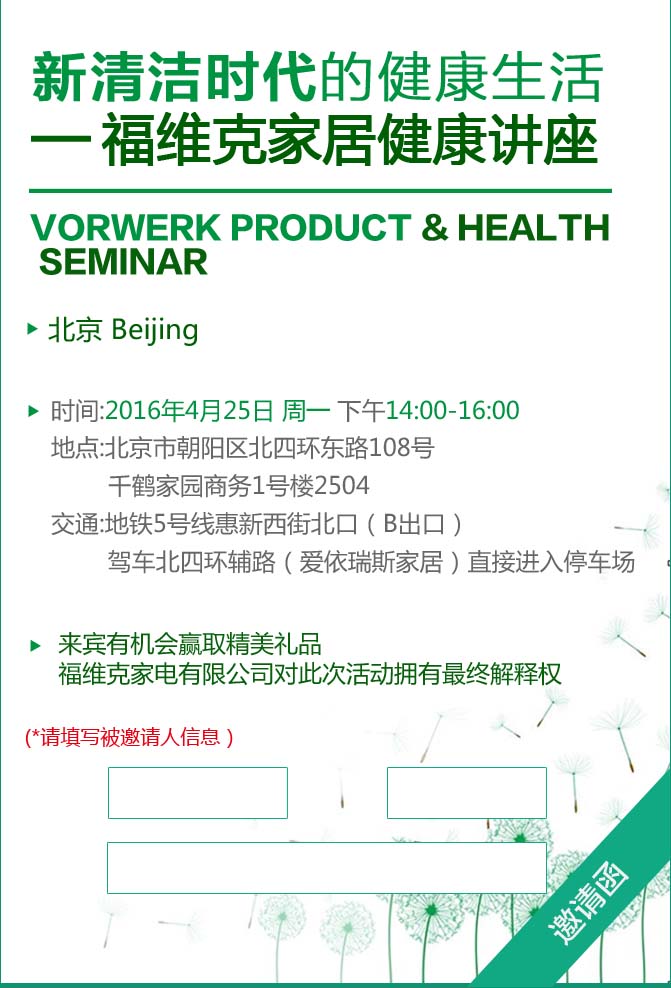 新清洁时代的健康生活
— 福维克家居健康讲座
VORWERK PRODUCT & HEALTH
SEMINAR
北京 Beijing
时间:2016年4月25日 周一 下午14:00-16:00
地点:北京市朝阳区北四环东路108号
千鹤家园商务1号楼2504
交通:地铁5号线惠新西街北口（B出口）
驾车北四环辅路（爱依瑞斯家居）直接进入停车场
来宾有机会赢取精美礼品
福维克家电有限公司对此次活动拥有最终解释权
(*请填写被邀请人信息）
邀请函